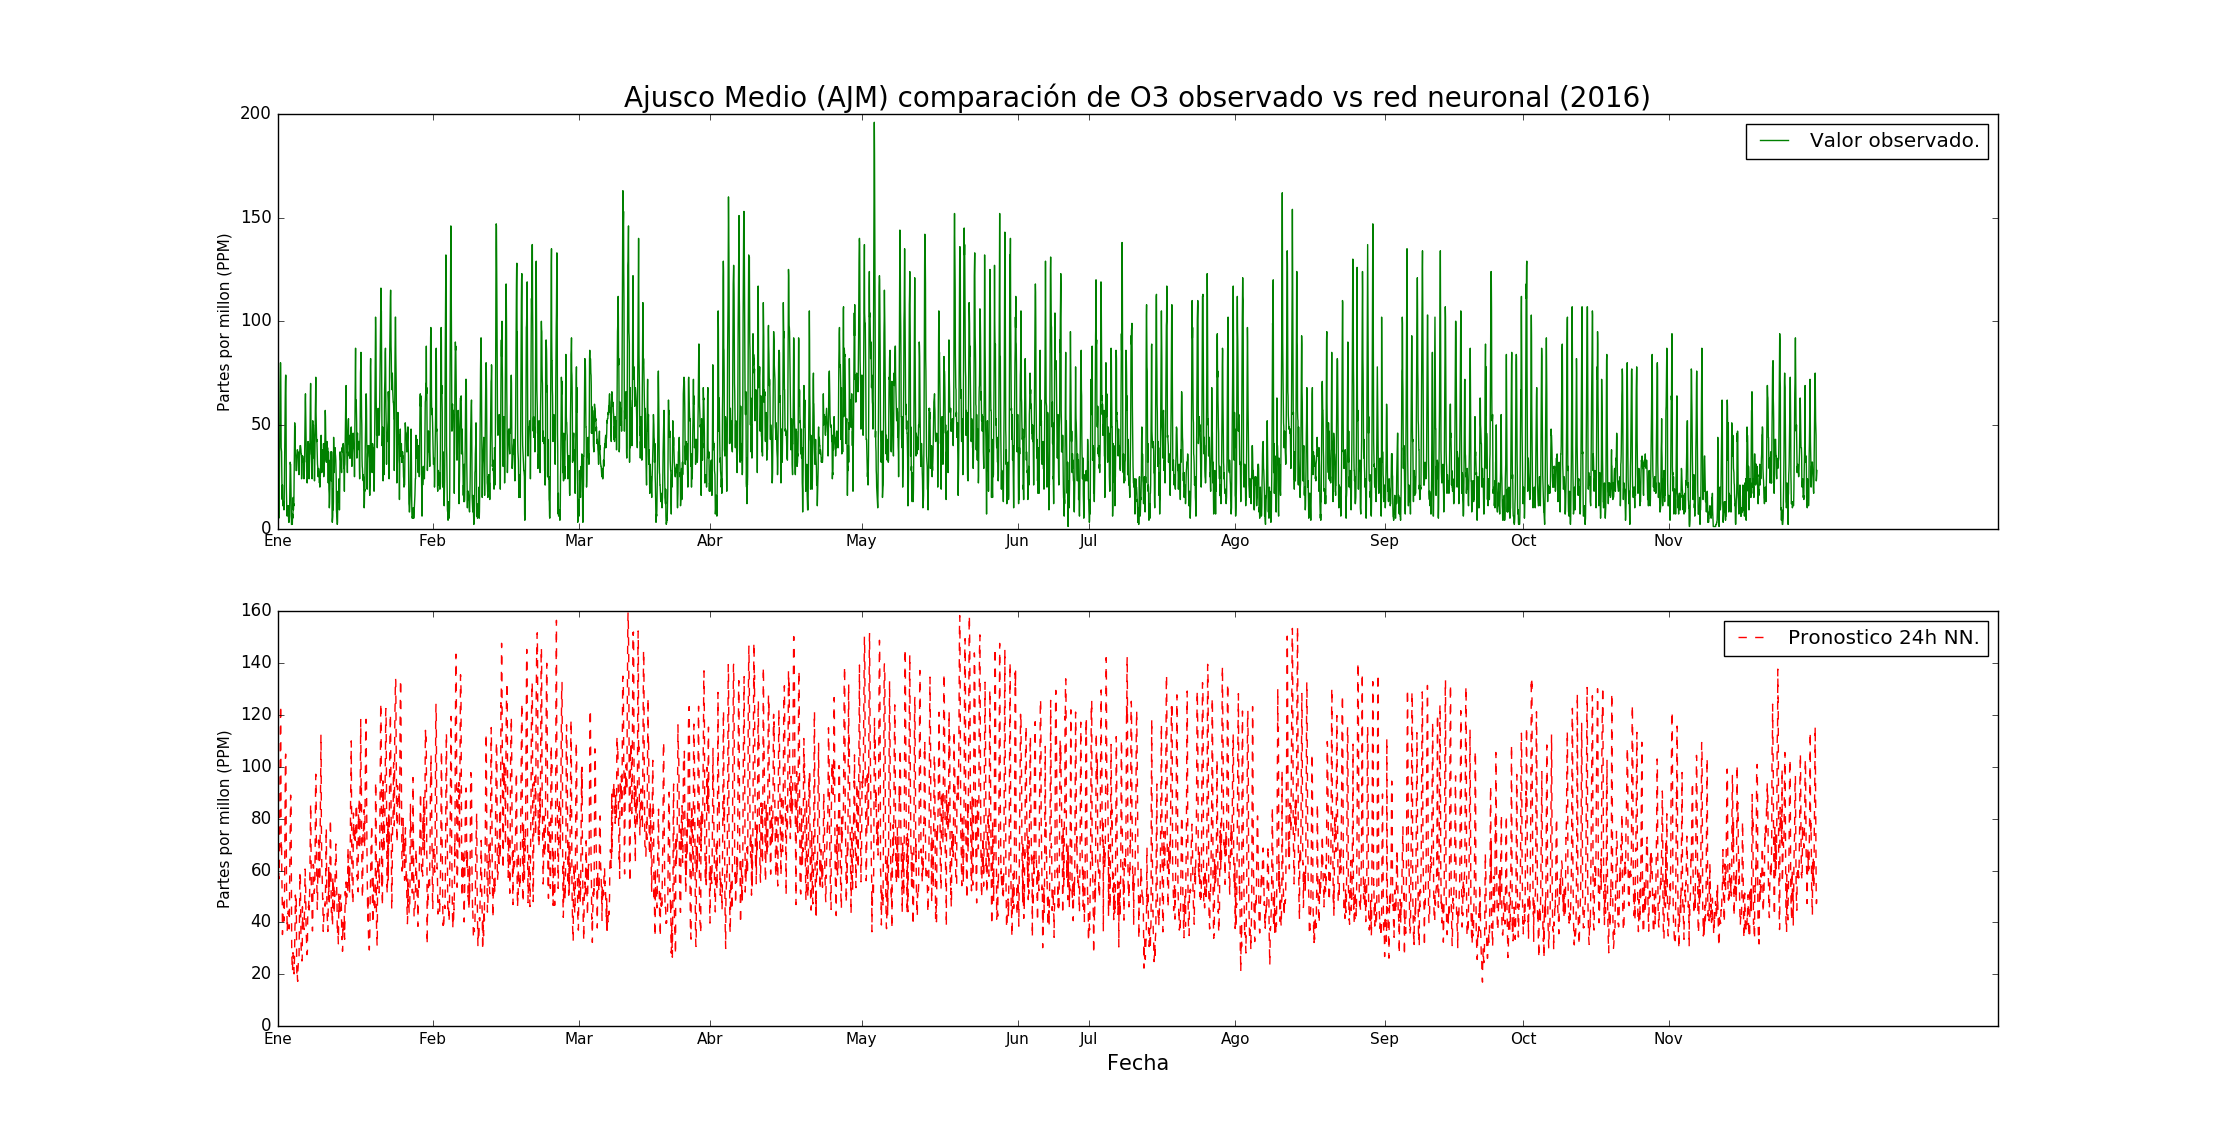 Ajusco Medio (AJM) comparación de O3 observado vs red neuronal (2016)
200
150
100
50
0
Partes por millon (PPM)
Valor observado.
Ene Feb Mar Abr May Jun Jul Ago Sep Oct Nov
160
140
120
100
80
60
40
20
0
Partes por millon (PPM)
Pronostico 24h NN.
Ene Feb Mar Abr May Jun Jul Ago Sep Oct Nov
Fecha